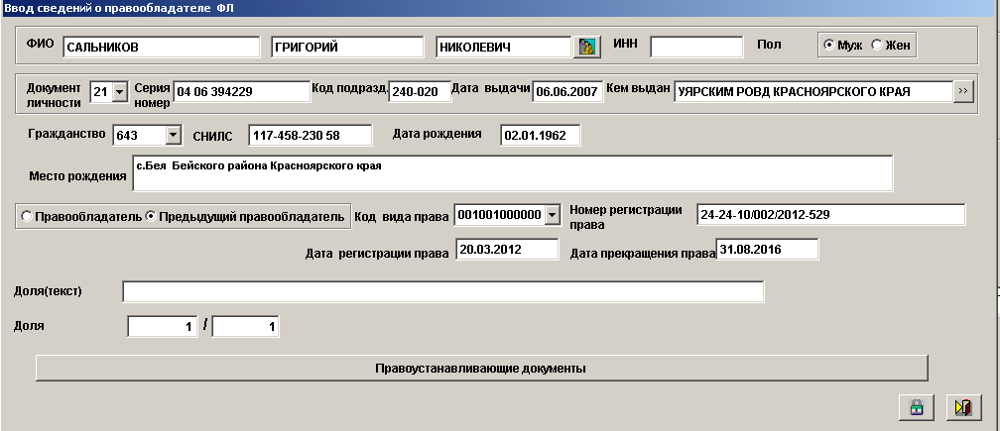 Ввод сведений о правообладателе ФЛ
ФИО САЛЬНИКОВ ГРИГОРИЙ НИКОЛЕВИЧ ИНН Пол Муж Жен
Документ личности 21 Серия номер 04 06 394229 Код подразд. 240-020 Дата выдачи 06.06.2007 Кем выдан УЯРСКИМ РОВД КРАСНОЯРСКОГО КРАЯ >>
Гражданство 643 СНИЛС 117-458-230 58 Дата рождения 02.01.1962
Место рождения с.Бея Бейского района Красноярского края
Правообладатель Предыдущий правообладатель Код вида права 001001000000 Номер регистрации права 24-24-10/002/2012-529
Дата регистрации права 20.03.2012 Дата прекращения права 31.08.2016
Доля(текст)
Доля 1 / 1
Правоустанавливающие документы